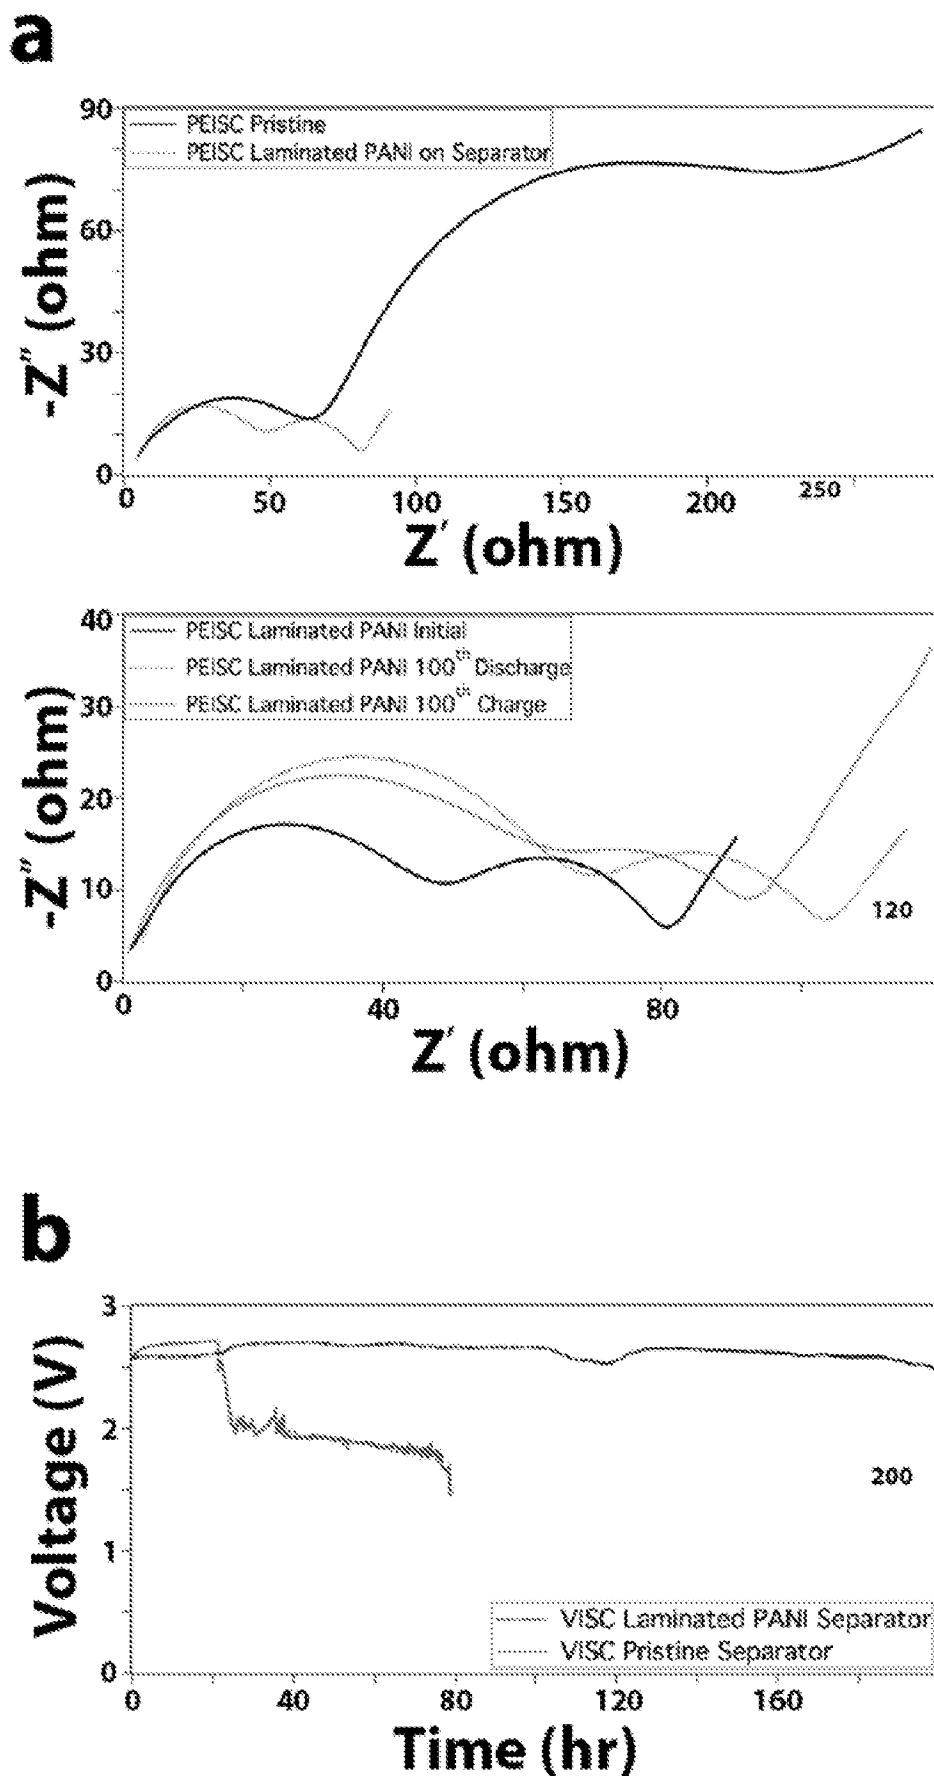 a
90
60
30
0
-Z″ (ohm)
PEISC Pristine
PEISC Laminated PANI on Separator
0 50 100 150 200 250
Z′ (ohm)
40
30
20
10
0
-Z″ (ohm)
PEISC Laminated PANI Initial
PEISC Laminated PANI 100th Discharge
PEISC Laminated PANI 100th Charge
120
0 40 80
Z′ (ohm)
b
3
2
1
0
Voltage (V)
200
VISC Laminated PANI Separator
VISC Pristine Separator
0 40 80 120 160
Time (hr)